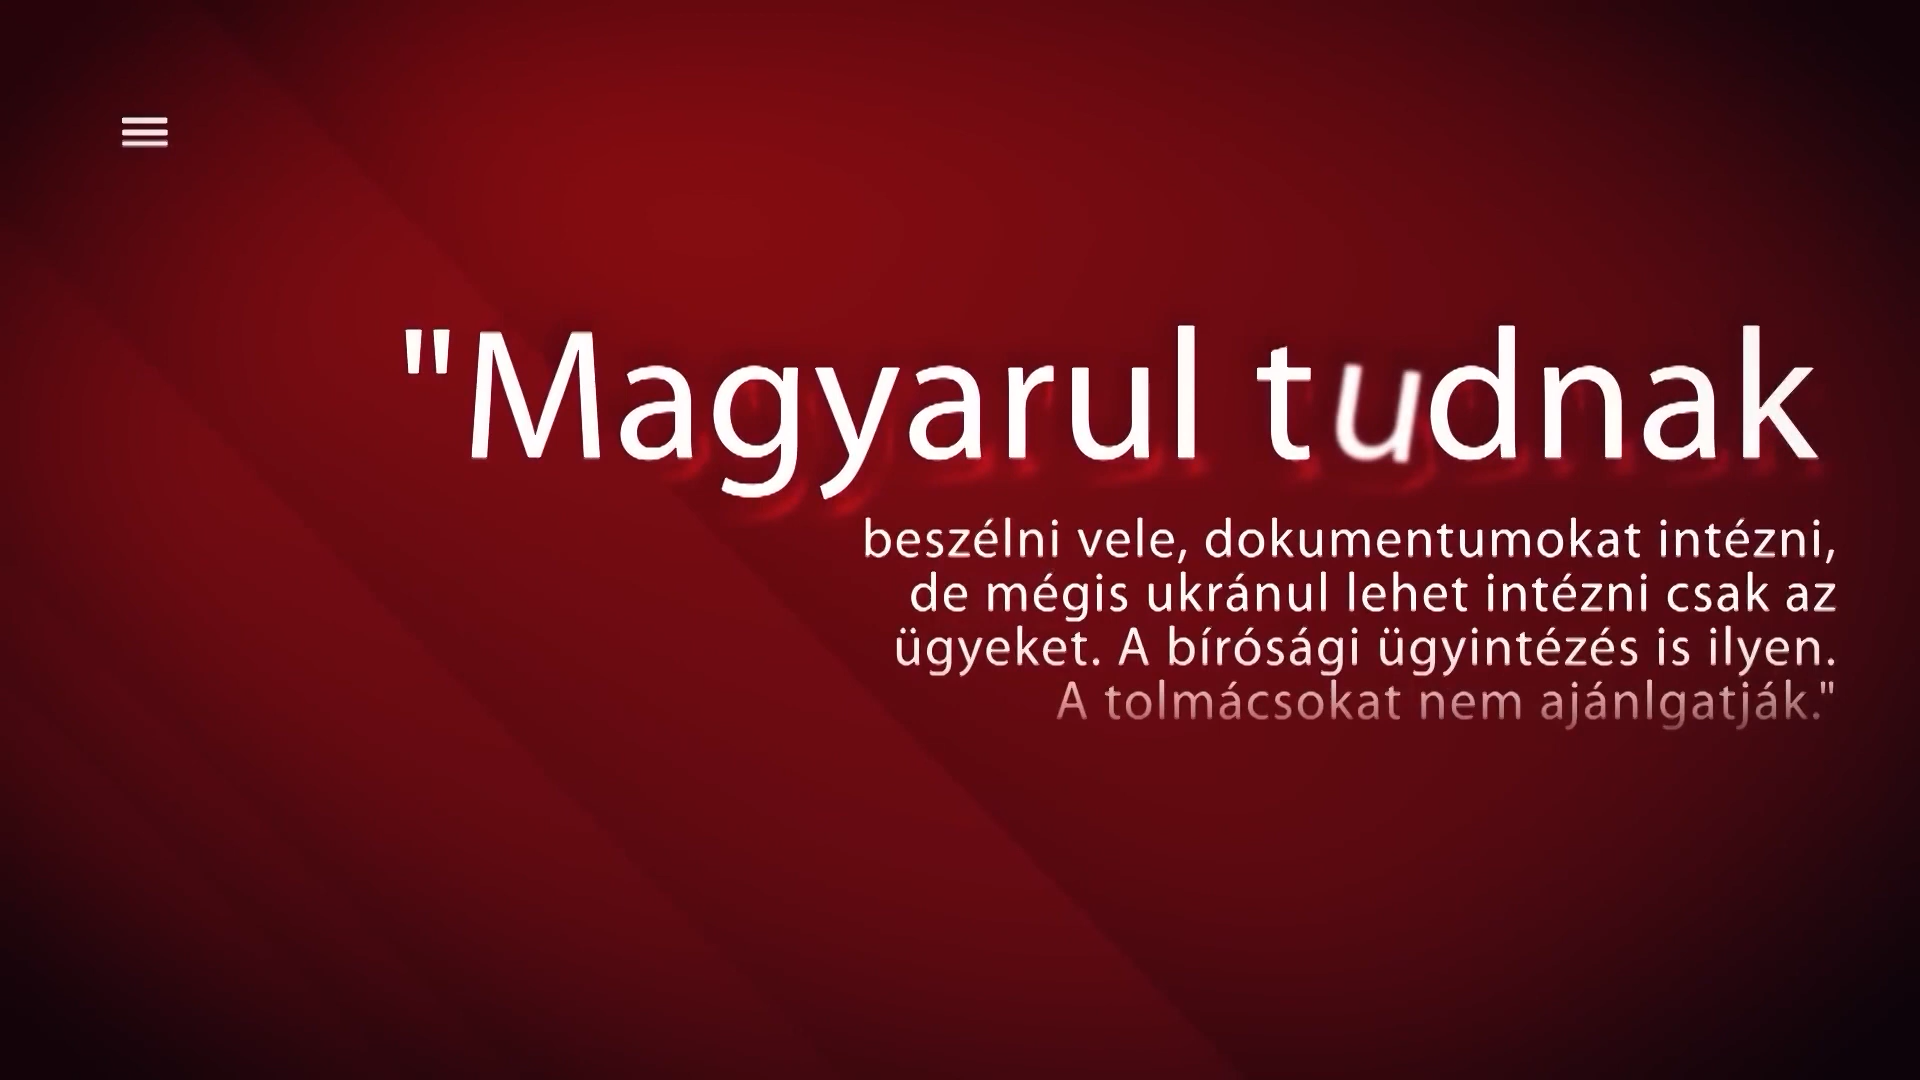 "Magyarul tudnak
beszélni vele, dokumentumokat intézni,
de mégis ukránul lehet intézni csak az
ügyeket. A bírósági ügyintézés is ilyen.
A tolmácsokat nem ajánlgatják."